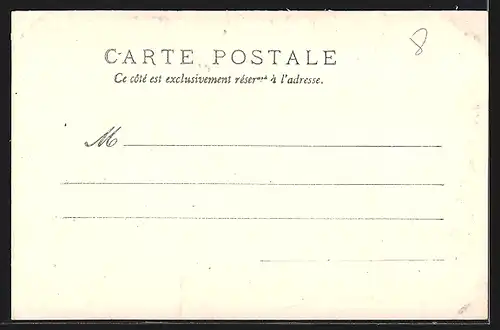 CARTE POSTALE
8
Ce côté est exclusivement réservé à l'adresse.
M